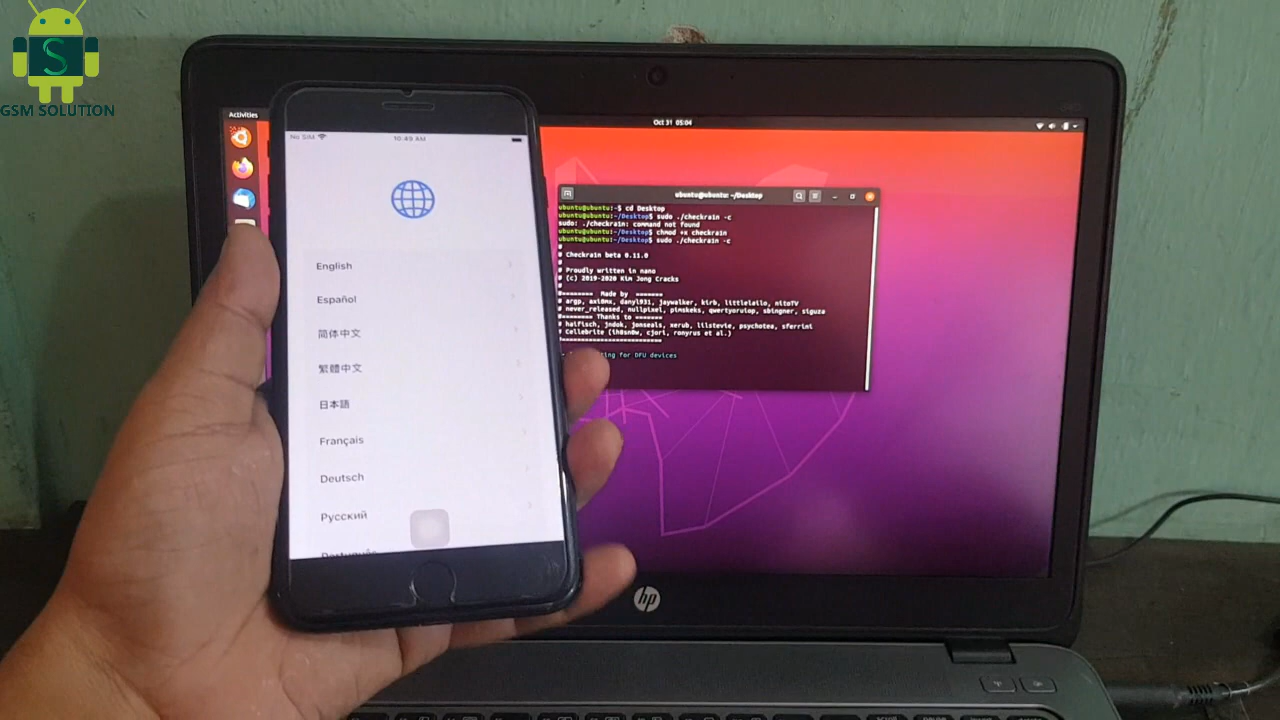 GSM SOLUTION
Activities
Oct 31 05:04
No SIM
10:49 AM
English
Español
简体中文
繁體中文
日本語
Français
Deutsch
Русский
Português
ubuntu@ubuntu: ~/Desktop
ubuntu@ubuntu:~$ cd Desktop
ubuntu@ubuntu:~/Desktop$ sudo ./checkrain -c
sudo: ./checkrain: command not found
ubuntu@ubuntu:~/Desktop$ chmod +x checkrain
ubuntu@ubuntu:~/Desktop$ sudo ./checkrain -c
#
# Checkrain beta 0.11.0
#
# Proudly written in nano
# (c) 2019-2020 Kim Jong Cracks
#
#======== Made by =======
# argp, axi0mx, danyl931, jaywalker, kirb, littlelailo, nitoTV
# never_released, nullpixel, pimskeks, qwertyoruiop, sbingner, siguza
#======== Thanks to =======
# haifisch, jndok, jonseals, xerub, lilstevie, psychotea, sferrini
# Cellebrite (ih8sn0w, cjori, ronyrus et al.)
#========================
for DFU devices
hp